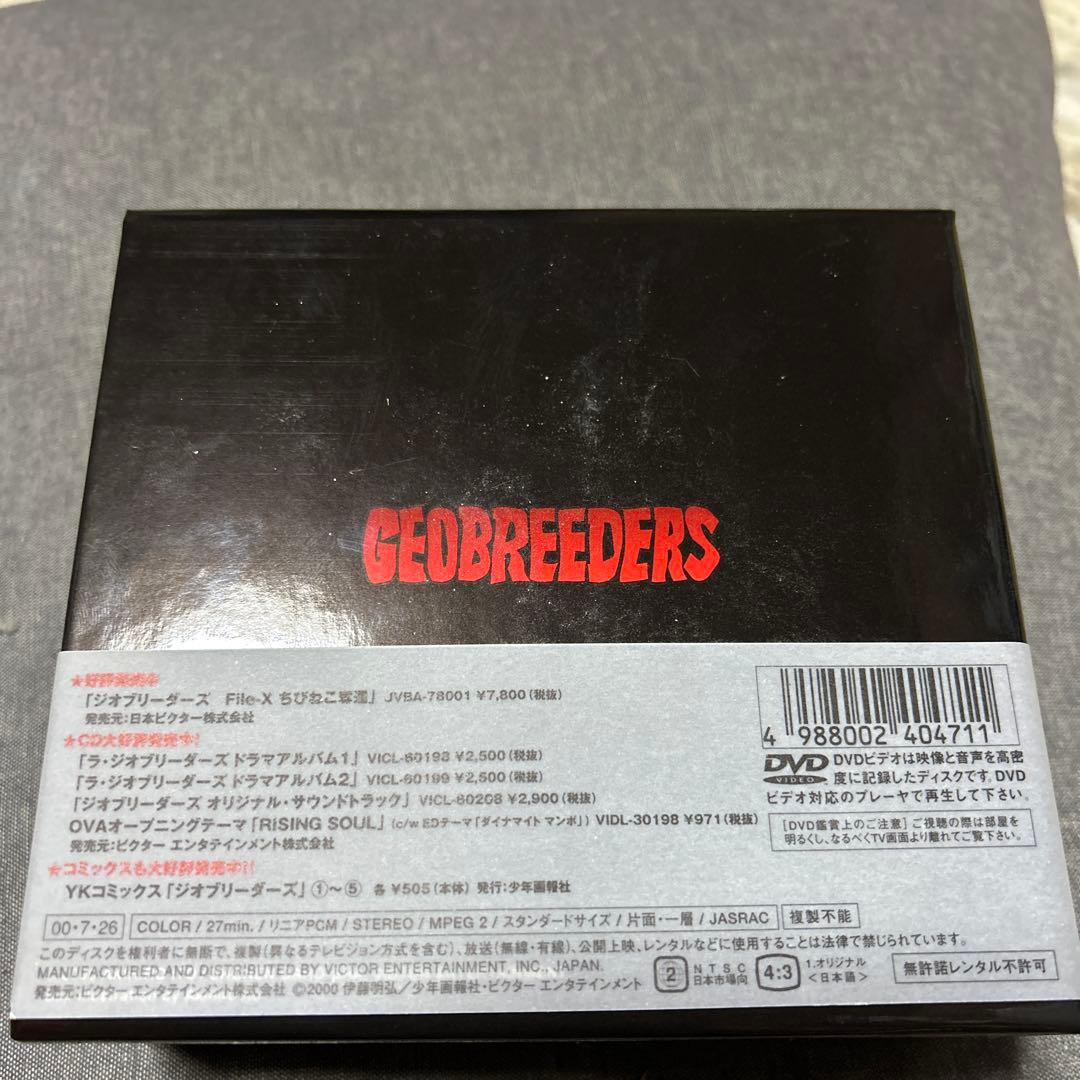 GEOBREEDERS
★好評発売中
「ジオブリーダーズ File-X ちびねこ奪還」 JVBA-78001 ¥7,800(税抜)
発売元:日本ビクター株式会社
★CD大好評発売中!
「ラ・ジオブリーダーズ ドラマアルバム1」 VICL-60193 ¥2,500(税抜)
「ラ・ジオブリーダーズ ドラマアルバム2」 VICL-60199 ¥2,500(税抜)
「ジオブリーダーズ オリジナル・サウンドトラック」 VICL-60208 ¥2,900(税抜)
OVAオープニングテーマ「RISING SOUL」(c/w EDテーマ「ダイナマイト マンボ」) VIDL-30198 ¥971(税抜)
発売元:ビクター エンタテインメント株式会社
★コミックスも大好評発売中!!
YKコミックス「ジオブリーダーズ」①～⑤ 各 ¥505(本体) 発行:少年画報社
4 988002 404711
DVD VIDEO
DVDビデオは映像と音声を高密
度に記録したディスクです。DVD
ビデオ対応のプレーヤで再生して下さい。
[DVD鑑賞上のご注意] ご視聴の際は部屋を
明るくし、なるべくTV画面より離れてご覧下さい。
00・7・26 COLOR / 27min. / リニアPCM / STEREO / MPEG 2 / スタンダードサイズ / 片面・一層 / JASRAC 複製不能
このディスクを権利者に無断で、複製(異なるテレビジョン方式を含む)、放送(無線・有線)、公開上映、レンタルなどに使用することは法律で禁じられています。
MANUFACTURED AND DISTRIBUTED BY VICTOR ENTERTAINMENT, INC., JAPAN.
発売元:ビクター エンタテインメント株式会社 ©2000 伊藤明弘/少年画報社・ビクター エンタテインメント
2 NTSC
日本市場向
4:3
1.オリジナル
<日本語>
無許諾レンタル不許可